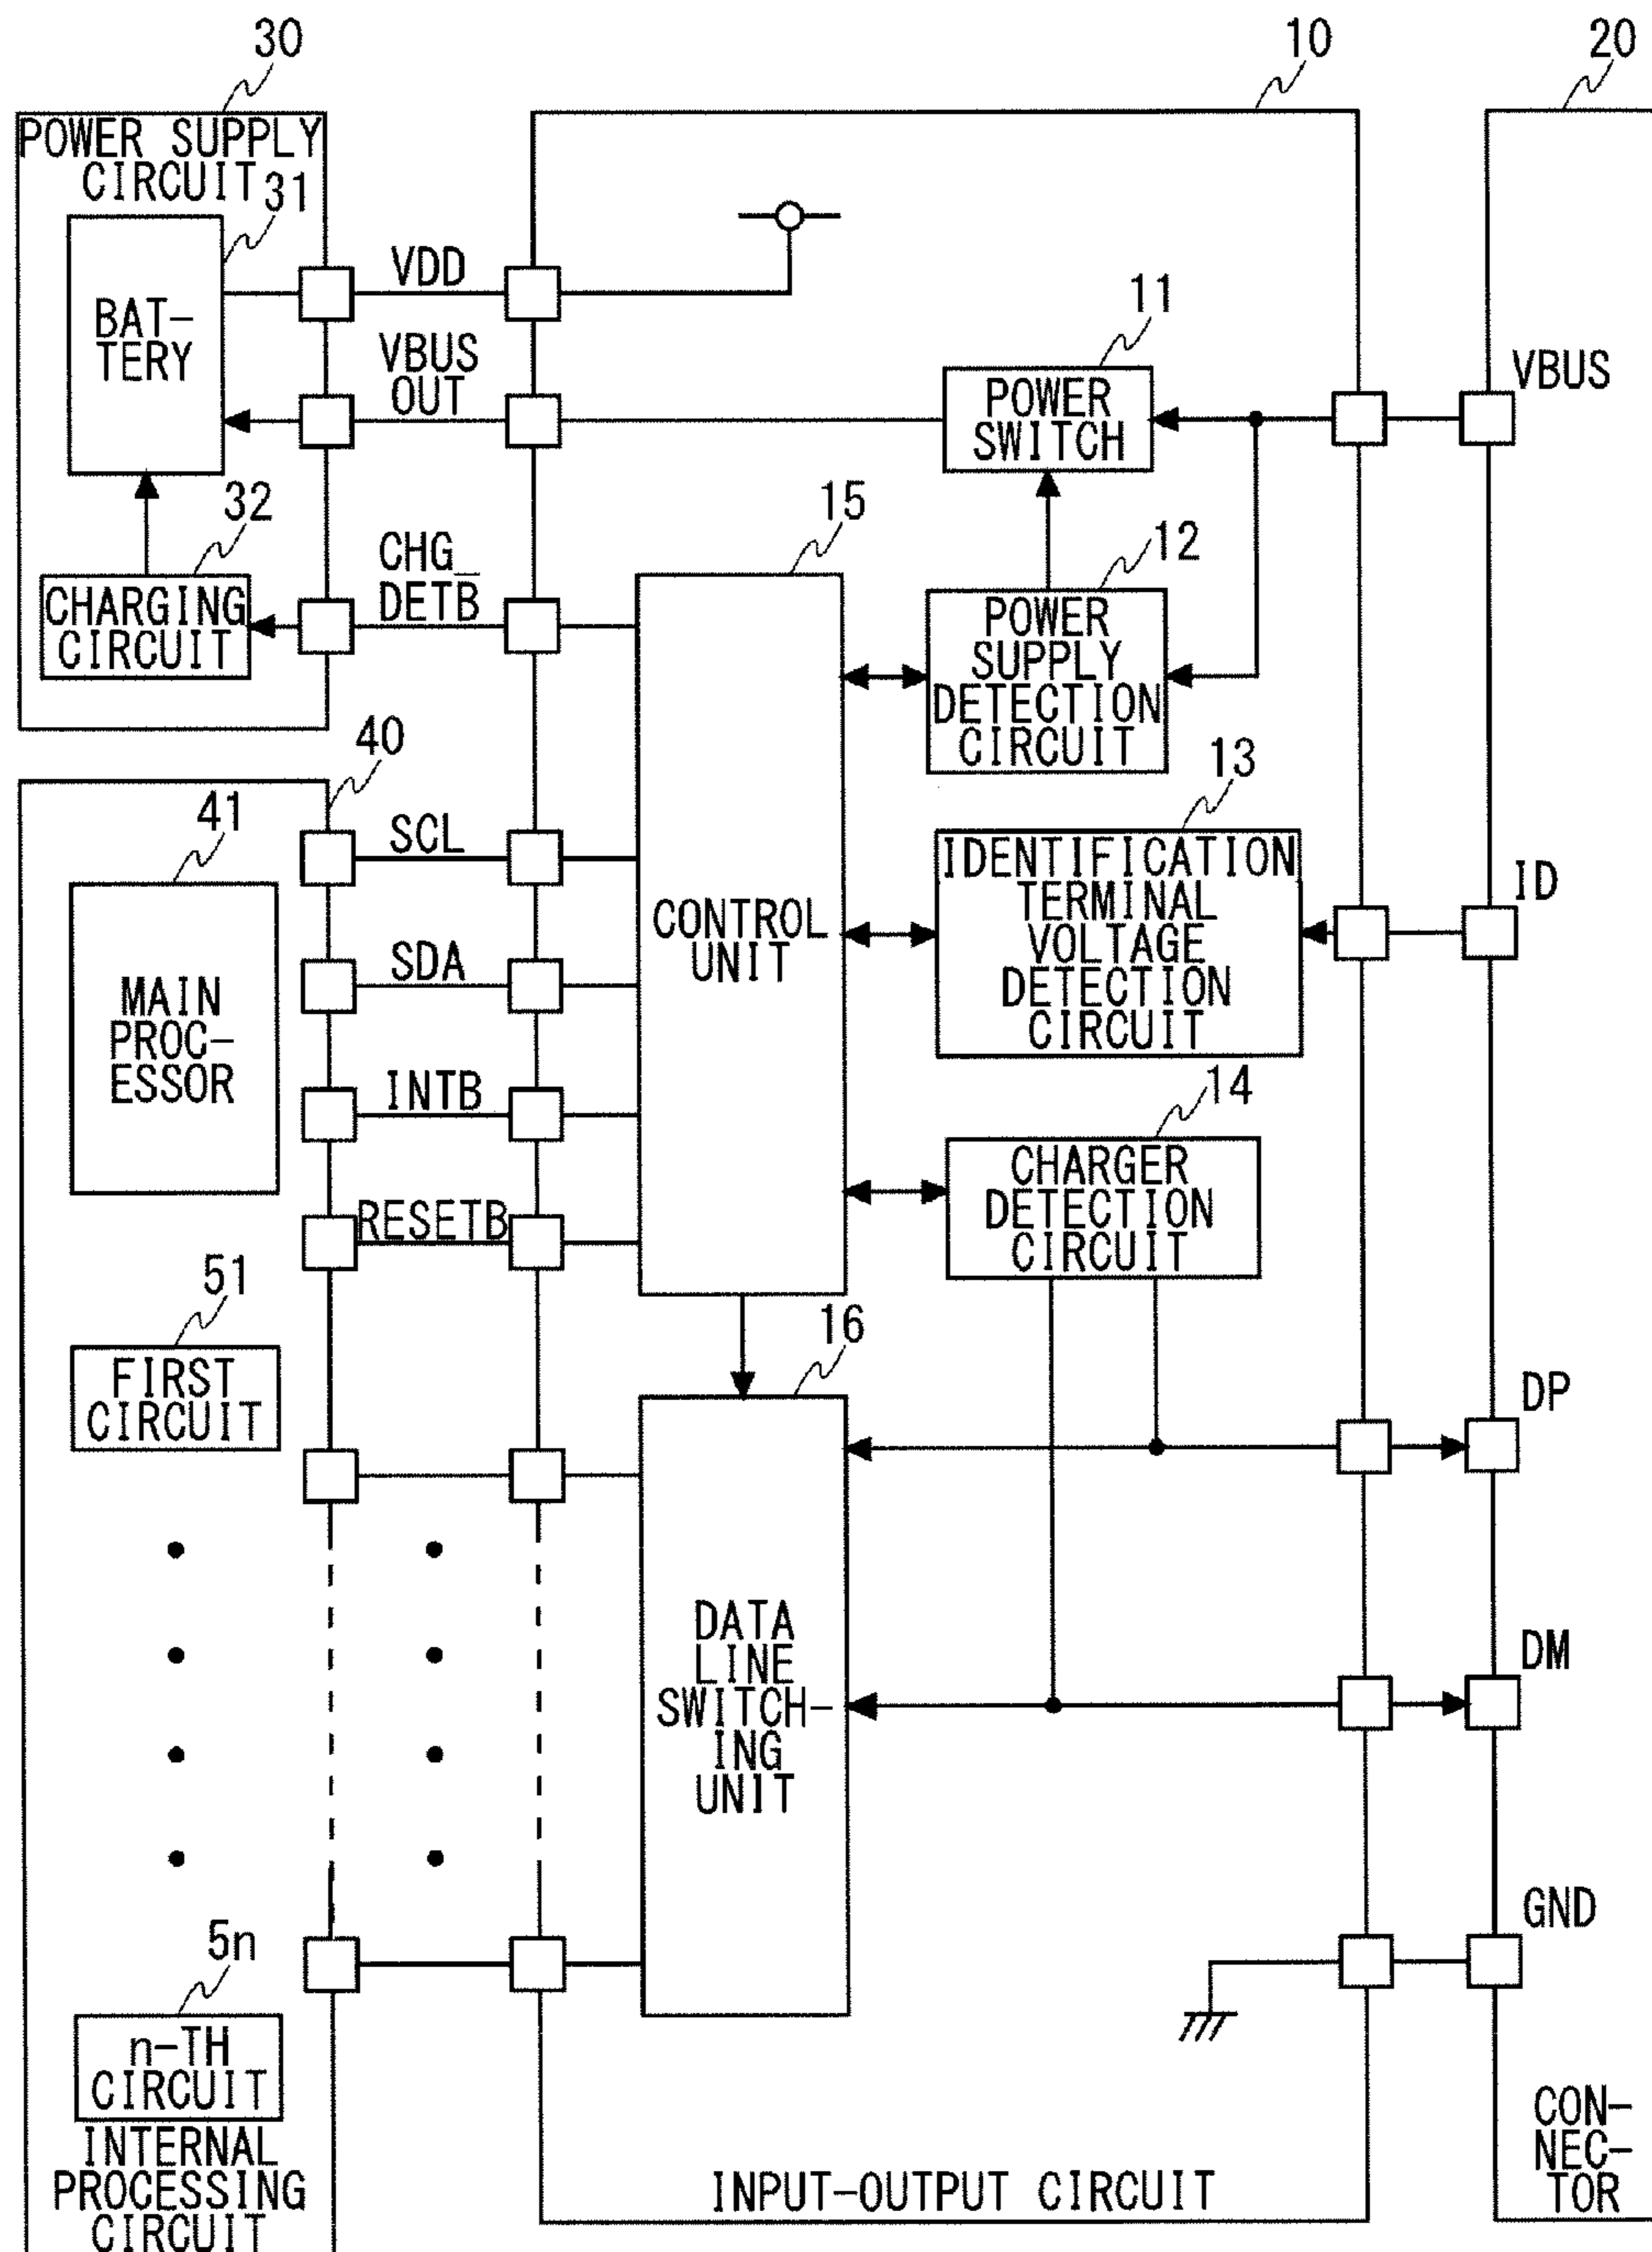 30
10
20
POWER SUPPLY
CIRCUIT
31
BAT-
TERY
VDD
VBUS
OUT
11
POWER
SWITCH
VBUS
32
CHARGING
CIRCUIT
CHG_
DETB
15
CONTROL
UNIT
12
POWER
SUPPLY
DETECTION
CIRCUIT
40
41
MAIN
PROC-
ESSOR
SCL
SDA
INTB
RESETB
13
IDENTIFICATION
TERMINAL
VOLTAGE
DETECTION
CIRCUIT
ID
14
CHARGER
DETECTION
CIRCUIT
51
FIRST
CIRCUIT
16
DATA
LINE
SWITCH-
ING
UNIT
DP
DM
GND
5n
n-TH
CIRCUIT
INTERNAL
PROCESSING
CIRCUIT
INPUT-OUTPUT CIRCUIT
CON-
NEC-
TOR